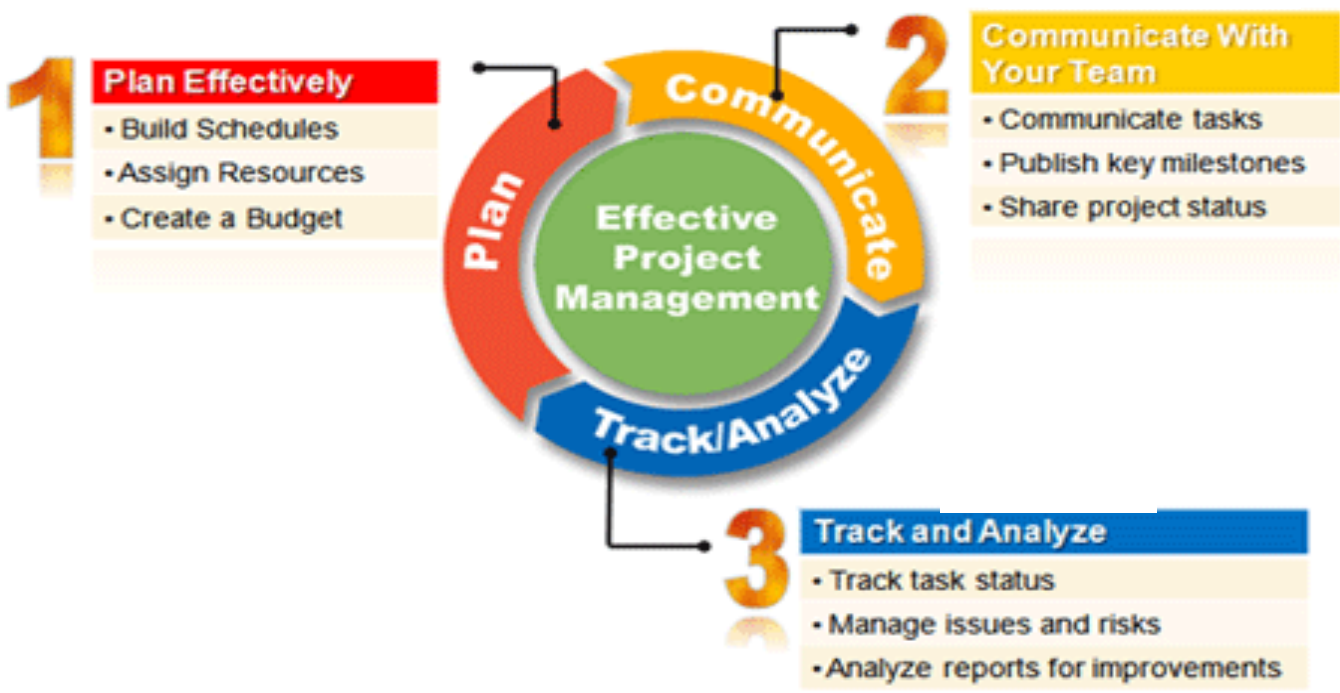 1
Plan Effectively
• Build Schedules
• Assign Resources
• Create a Budget
2
Communicate With
Your Team
• Communicate tasks
• Publish key milestones
• Share project status
Plan
Communicate
Track/Analyze
Effective
Project
Management
3
Track and Analyze
• Track task status
• Manage issues and risks
• Analyze reports for improvements